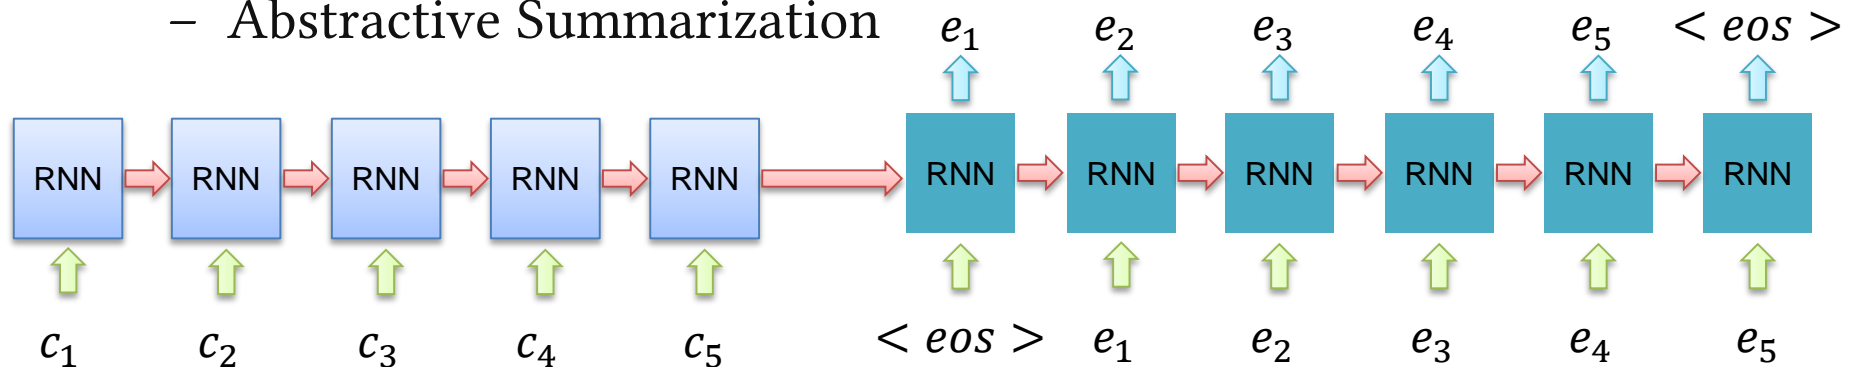 – Abstractive Summarization
e₁ e₂ e₃ e₄ e₅ < eos >
RNN RNN RNN RNN RNN RNN RNN RNN RNN RNN RNN
c₁ c₂ c₃ c₄ c₅ < eos > e₁ e₂ e₃ e₄ e₅